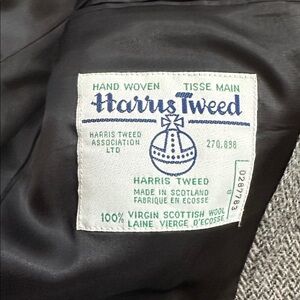 HAND WOVEN TISSE MAIN
Harris Tweed
HARRIS TWEED
ASSOCIATION
LTD
270,898
HARRIS TWEED
MADE IN SCOTLAND
FABRIQUE EN ECOSSE
100% VIRGIN SCOTTISH WOOL
LAINE VIERGE D'ECOSSE
0287763